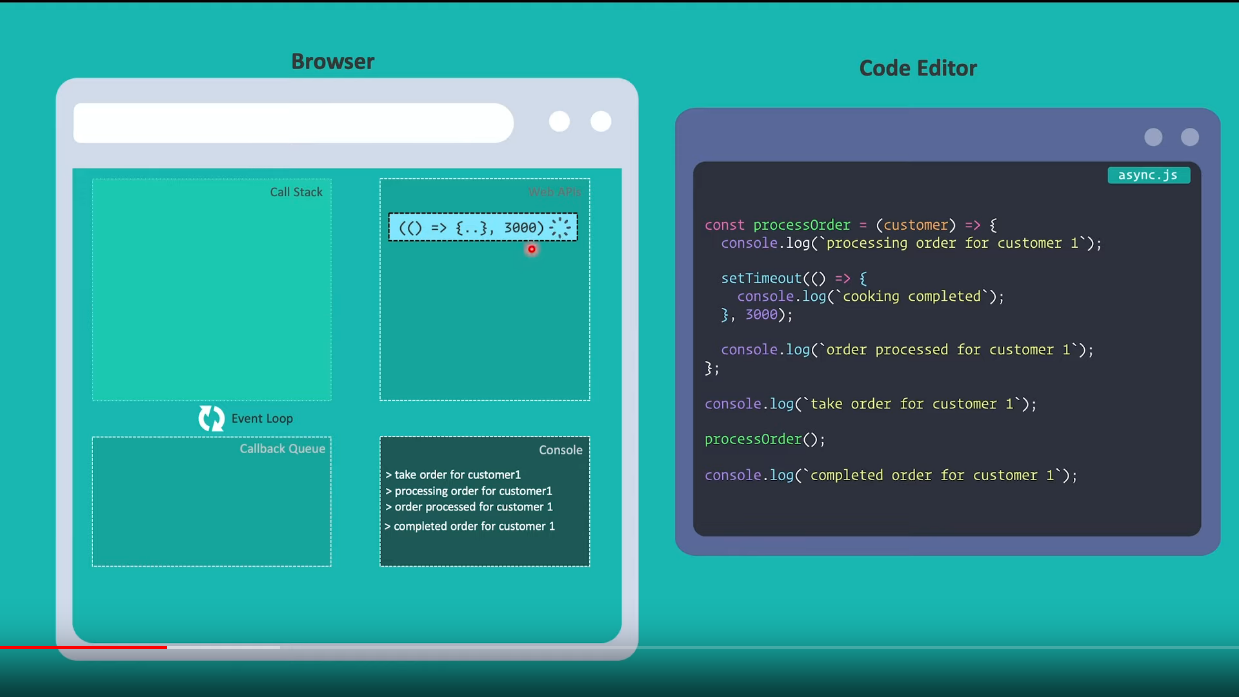 Browser
Code Editor
Call Stack
Web APIs
(() => {..}, 3000)
Event Loop
Callback Queue
Console
> take order for customer1
> processing order for customer1
> order processed for customer 1
> completed order for customer 1
async.js
const processOrder = (customer) => {
  console.log(`processing order for customer 1`);
  setTimeout(() => {
    console.log(`cooking completed`);
  }, 3000);
  console.log(`order processed for customer 1`);
};
console.log(`take order for customer 1`);
processOrder();
console.log(`completed order for customer 1`);